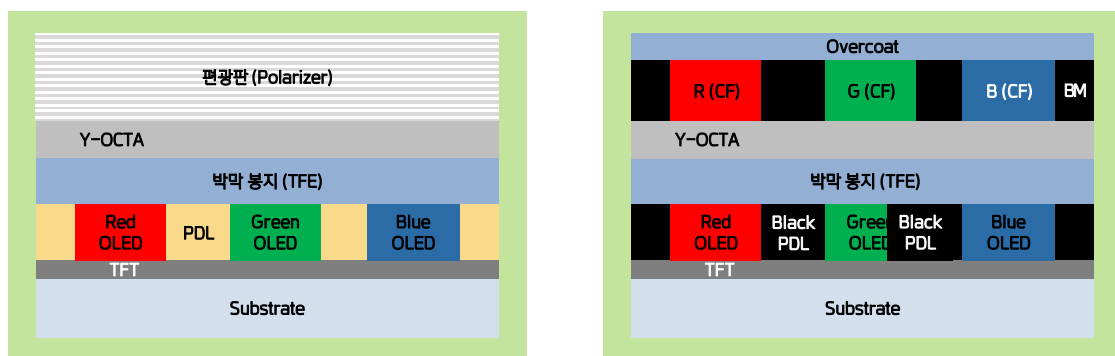 편광판 (Polarizer)
Y-OCTA
박막 봉지 (TFE)
Red
OLED
PDL
Green
OLED
Blue
OLED
TFT
Substrate
Overcoat
R (CF)
G (CF)
B (CF)
BM
Y-OCTA
박막 봉지 (TFE)
Red
OLED
Black
PDL
Gree
OLE
Black
PDL
Blue
OLED
TFT
Substrate